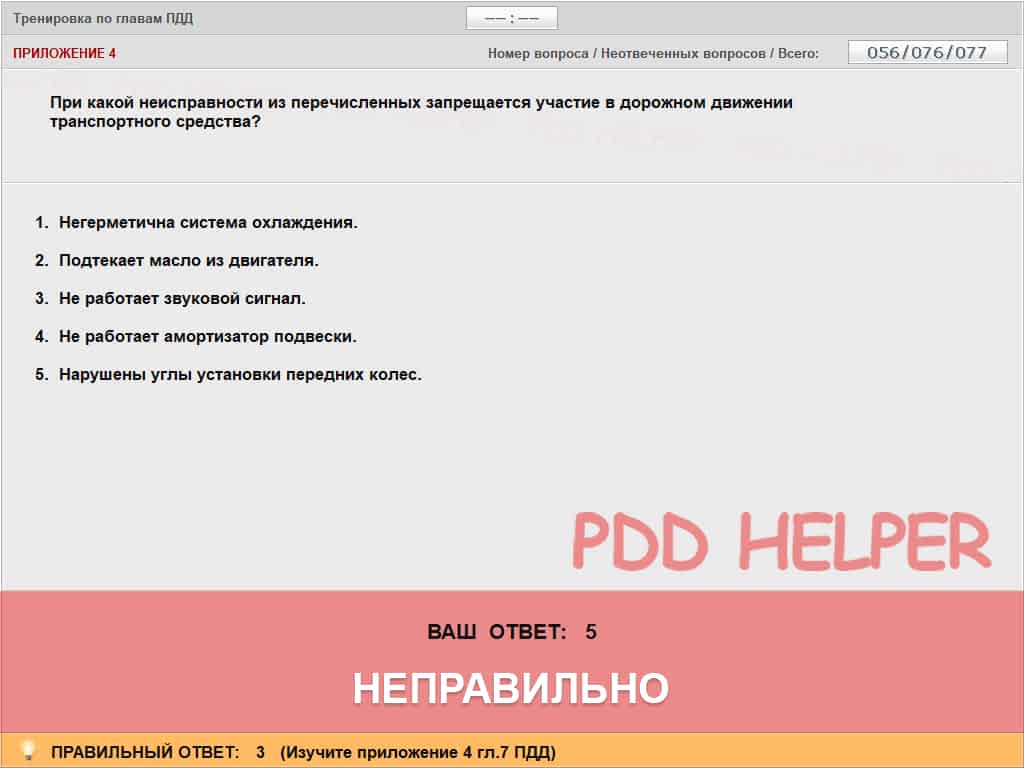 Тренировка по главам ПДД
–– : ––
ПРИЛОЖЕНИЕ 4
Номер вопроса / Неотвеченных вопросов / Всего:
056/076/077
При какой неисправности из перечисленных запрещается участие в дорожном движении
транспортного средства?
1. Негерметична система охлаждения.
2. Подтекает масло из двигателя.
3. Не работает звуковой сигнал.
4. Не работает амортизатор подвески.
5. Нарушены углы установки передних колес.
PDD HELPER
ВАШ ОТВЕТ: 5
НЕПРАВИЛЬНО
ПРАВИЛЬНЫЙ ОТВЕТ: 3 (Изучите приложение 4 гл.7 ПДД)